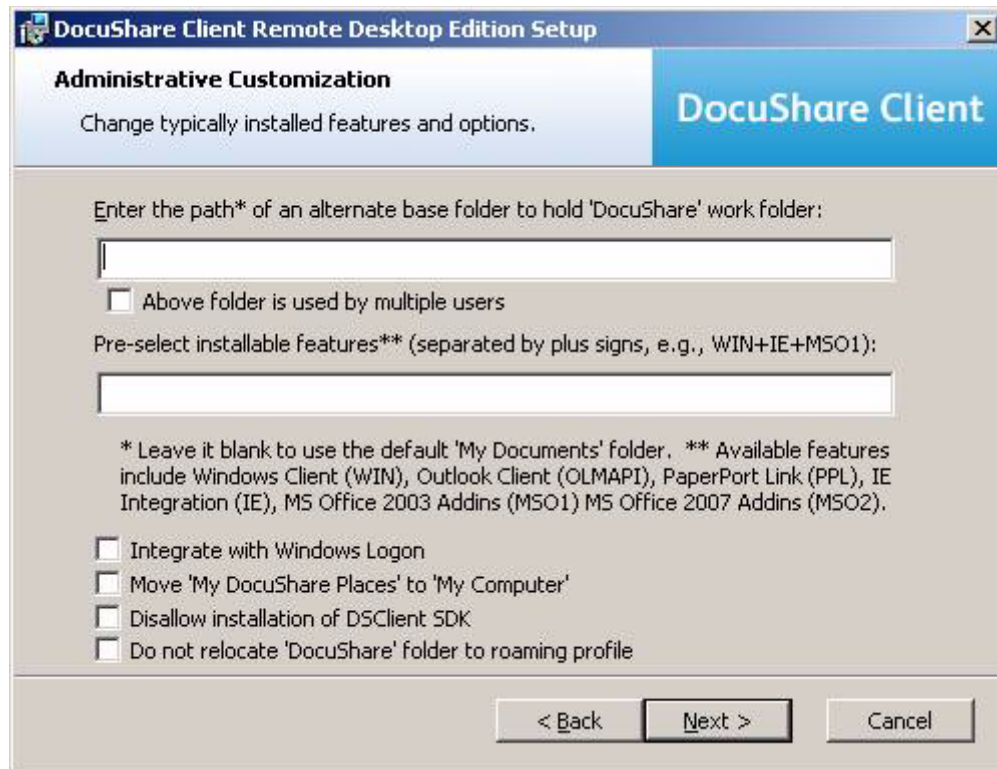 DocuShare Client Remote Desktop Edition Setup
Administrative Customization
Change typically installed features and options.
DocuShare Client
Enter the path* of an alternate base folder to hold 'DocuShare' work folder:
Above folder is used by multiple users
Pre-select installable features** (separated by plus signs, e.g., WIN+IE+MSO1):
* Leave it blank to use the default 'My Documents' folder. ** Available features
include Windows Client (WIN), Outlook Client (OLMAPI), PaperPort Link (PPL), IE
Integration (IE), MS Office 2003 Addins (MSO1) MS Office 2007 Addins (MSO2).
Integrate with Windows Logon
Move 'My DocuShare Places' to 'My Computer'
Disallow installation of DSClient SDK
Do not relocate 'DocuShare' folder to roaming profile
< Back Next > Cancel